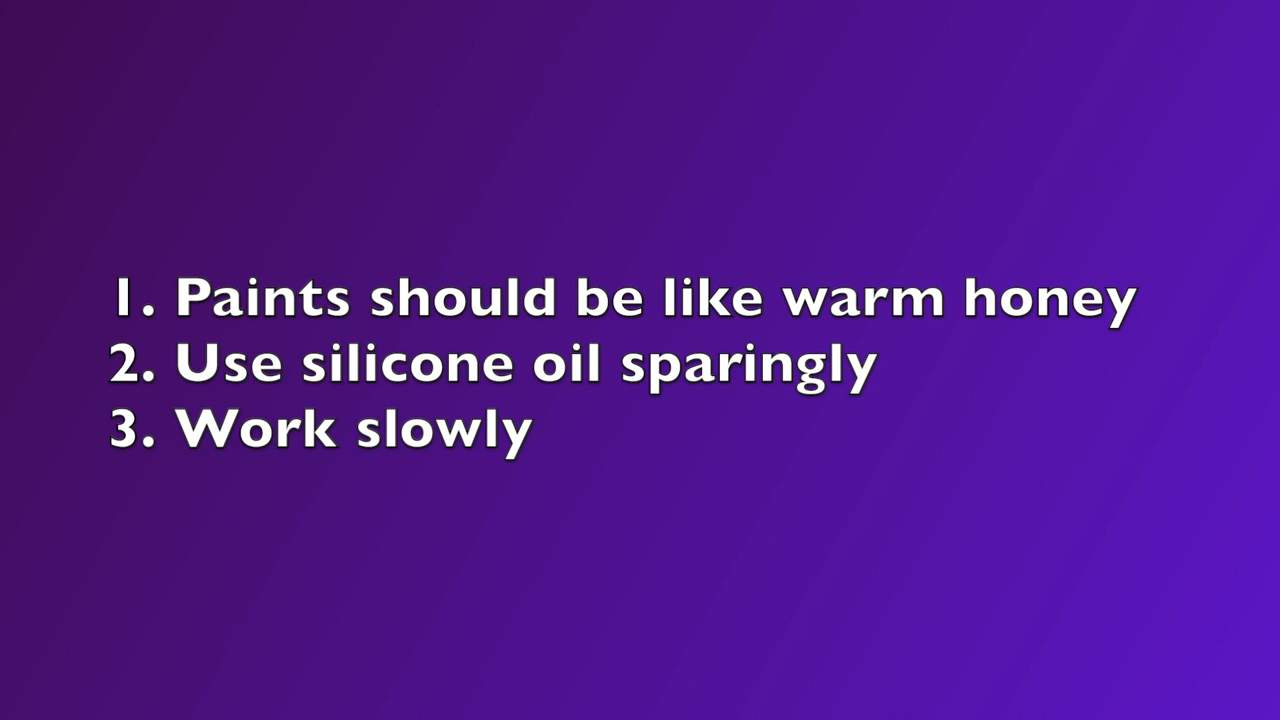 1. Paints should be like warm honey
2. Use silicone oil sparingly
3. Work slowly